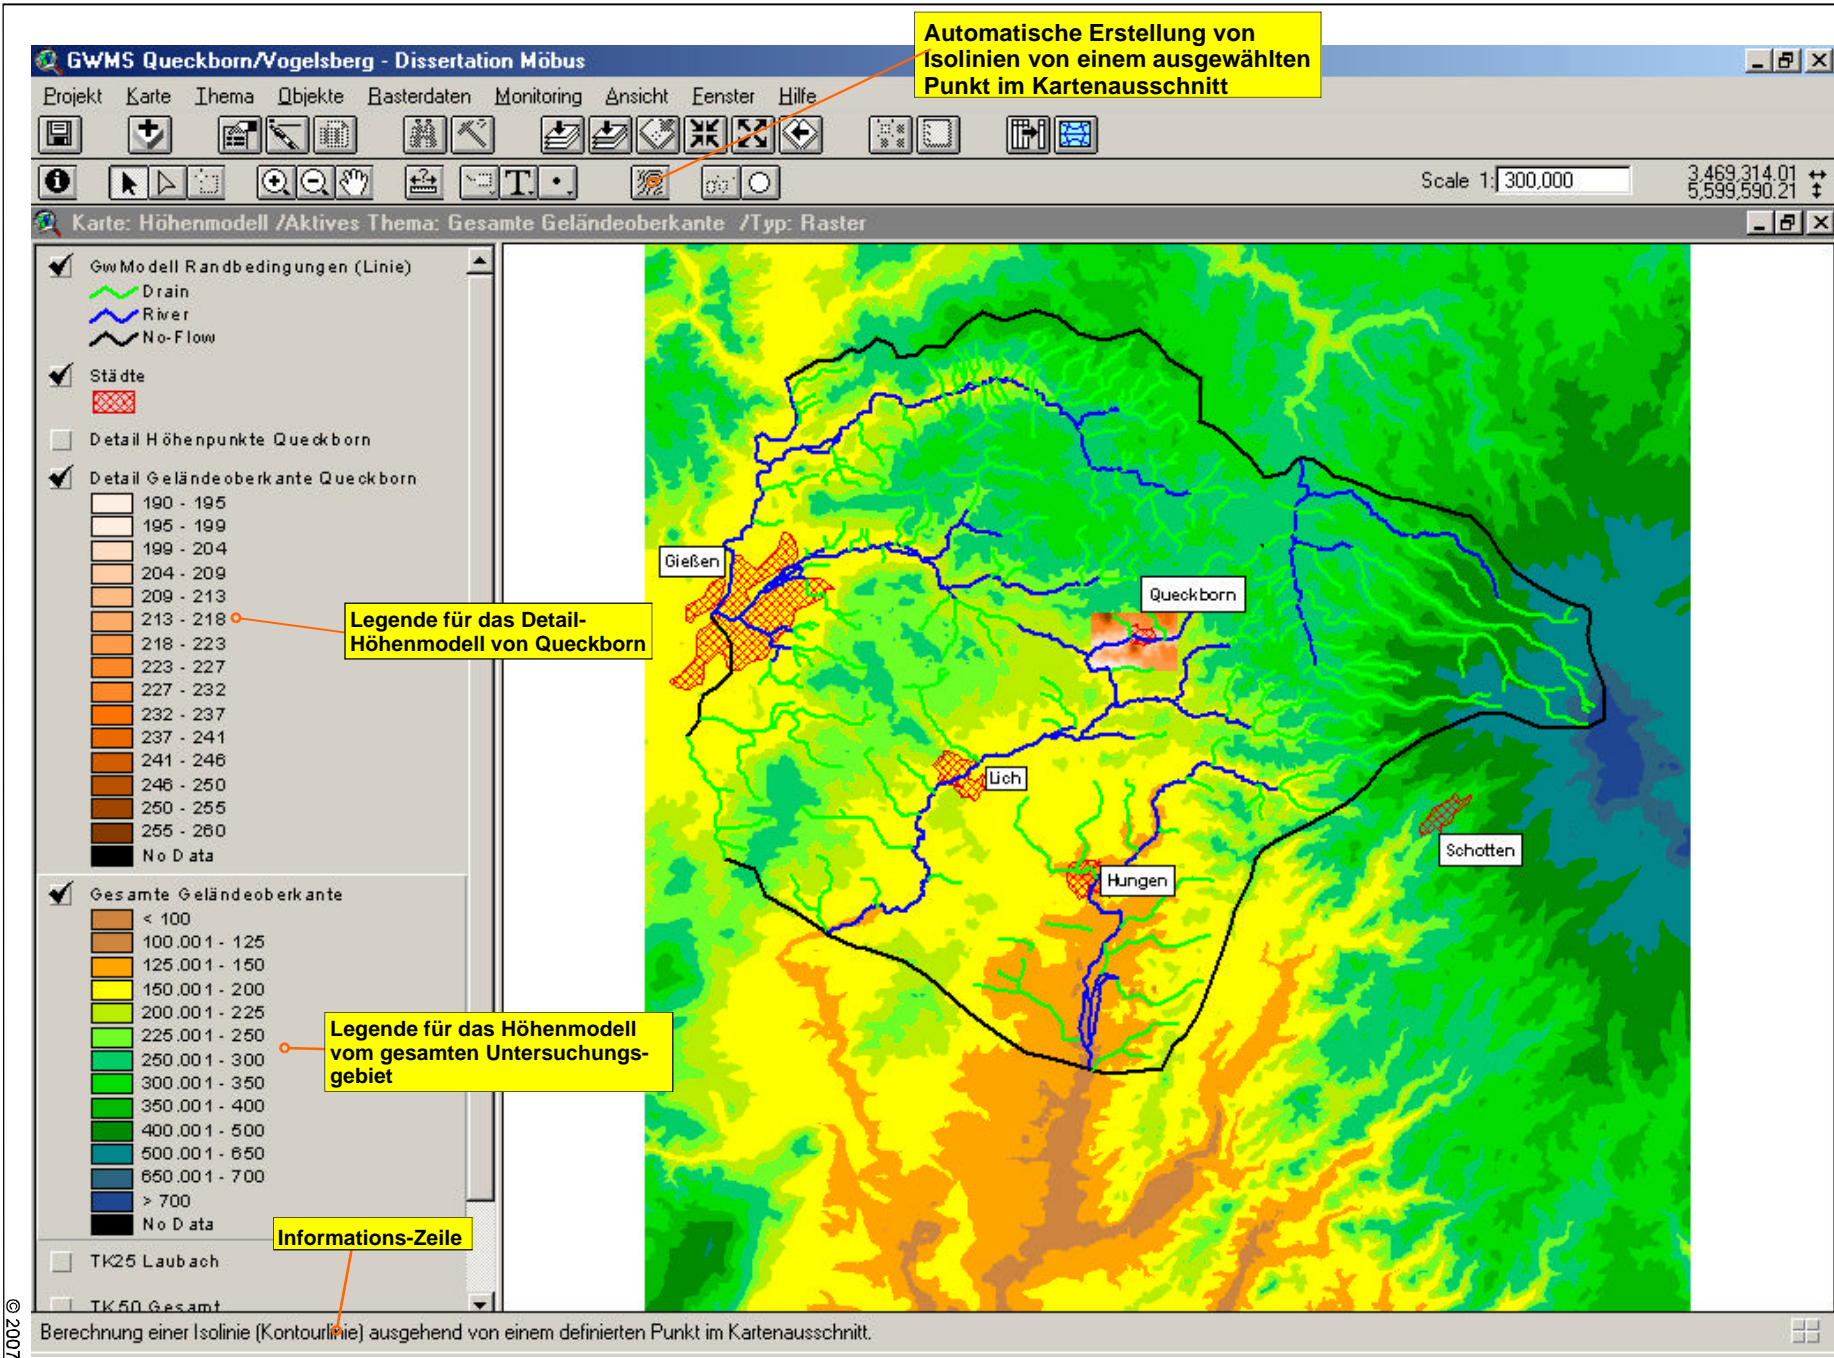 Automatische Erstellung von
Isolinien von einem ausgewählten
Punkt im Kartenausschnitt
GWMS Queckborn/Vogelsberg - Dissertation Möbus
Projekt Karte Thema Objekte Rasterdaten Monitoring Ansicht Fenster Hilfe
Scale 1: 300,000
3,469,314.01
5,599,590.21
Karte: Höhenmodell /Aktives Thema: Gesamte Geländeoberkante /Typ: Raster
GwModell Randbedingungen (Linie)
Drain
River
No-Flow
Städte
Detail Höhenpunkte Queckborn
Detail Geländeoberkante Queckborn
190 - 195
195 - 199
199 - 204
204 - 209
209 - 213
213 - 218
218 - 223
223 - 227
227 - 232
232 - 237
237 - 241
241 - 246
246 - 250
250 - 255
255 - 260
No Data
Legende für das Detail-
Höhenmodell von Queckborn
Gesamte Geländeoberkante
< 100
100.001 - 125
125.001 - 150
150.001 - 200
200.001 - 225
225.001 - 250
250.001 - 300
300.001 - 350
350.001 - 400
400.001 - 500
500.001 - 650
650.001 - 700
> 700
No Data
Legende für das Höhenmodell
vom gesamten Untersuchungs-
gebiet
Informations-Zeile
TK25 Laubach
TK50 Gesamt
Gießen
Queckborn
Lich
Hungen
Schotten
Berechnung einer Isolinie (Kontourlinie) ausgehend von einem definierten Punkt im Kartenausschnitt.
© 2007